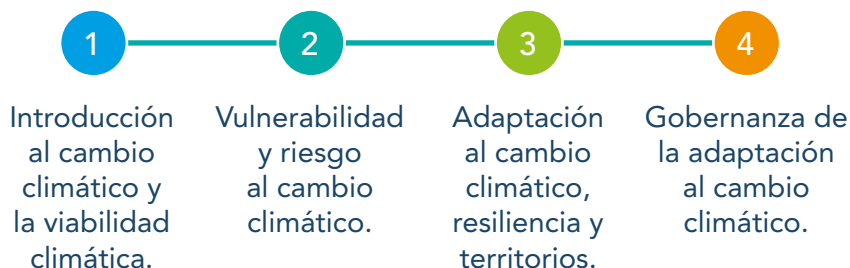 1
Introducción
al cambio
climático y
la viabilidad
climática.
2
Vulnerabilidad
y riesgo
al cambio
climático.
3
Adaptación
al cambio
climático,
resiliencia y
territorios.
4
Gobernanza de
la adaptación
al cambio
climático.